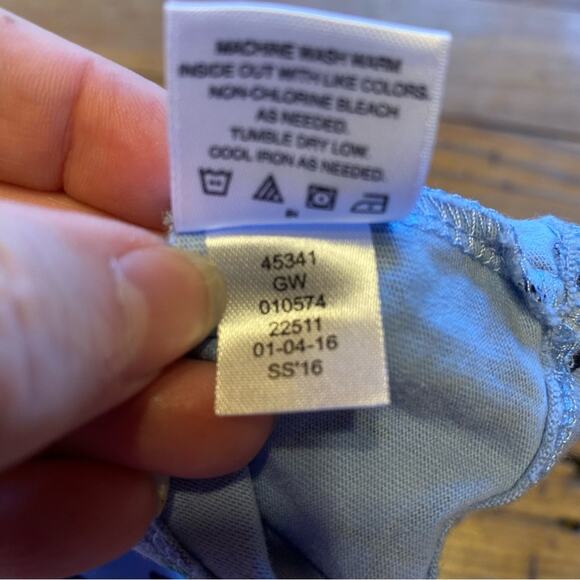 MACHINE WASH WARM
INSIDE OUT WITH LIKE COLORS.
NON-CHLORINE BLEACH
AS NEEDED.
TUMBLE DRY LOW.
COOL IRON AS NEEDED.
45341
GW
010574
22511
01-04-16
SS'16